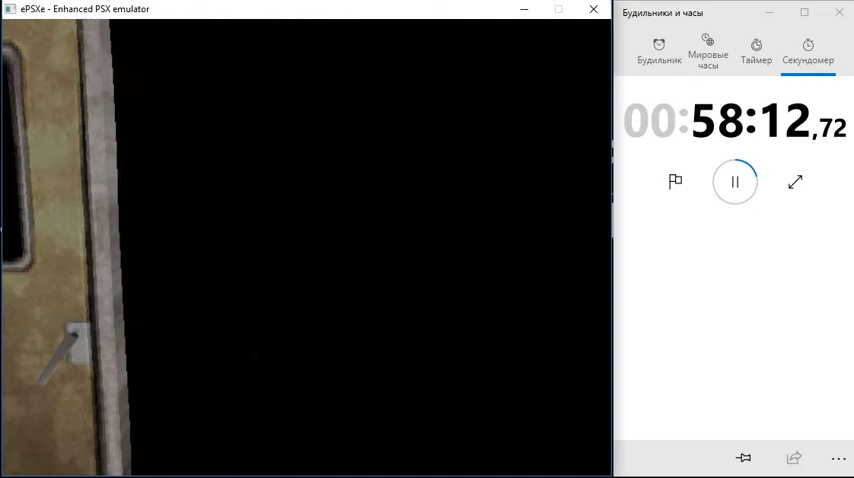 ePSXe - Enhanced PSX emulator
Будильники и часы
Будильник
Мировые
часы
Таймер
Секундомер
00:58:12,72